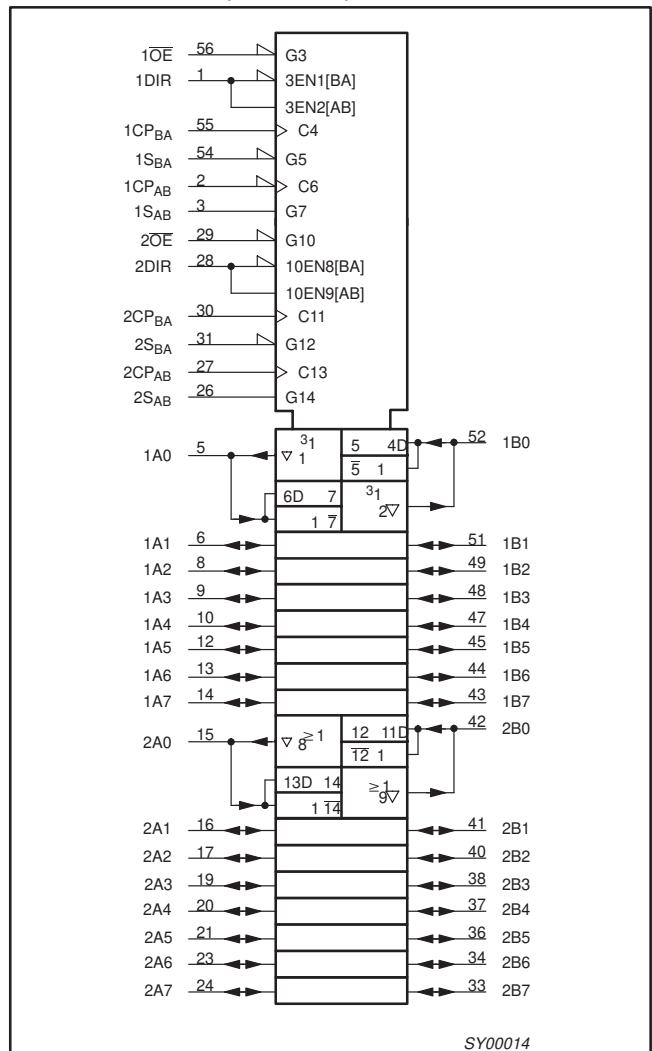 1OE 56 G3
1DIR 1 3EN1[BA]
3EN2[AB]
1CPBA 55 C4
1SBA 54 G5
1CPAB 2 C6
1SAB 3 G7
2OE 29 G10
2DIR 28 10EN8[BA]
10EN9[AB]
2CPBA 30 C11
2SBA 31 G12
2CPAB 27 C13
2SAB 26 G14
1A0 5 ▽ 31 1 5 4D 52 1B0
5 1
6D 7 31 2▽
1 7
1A1 6 51 1B1
1A2 8 49 1B2
1A3 9 48 1B3
1A4 10 47 1B4
1A5 12 45 1B5
1A6 13 44 1B6
1A7 14 43 1B7
2A0 15 ▽ 8 ≥1 12 11D 42 2B0
12 1
13D 14 ≥1 9▽
1 14
2A1 16 41 2B1
2A2 17 40 2B2
2A3 19 38 2B3
2A4 20 37 2B4
2A5 21 36 2B5
2A6 23 34 2B6
2A7 24 33 2B7
SY00014